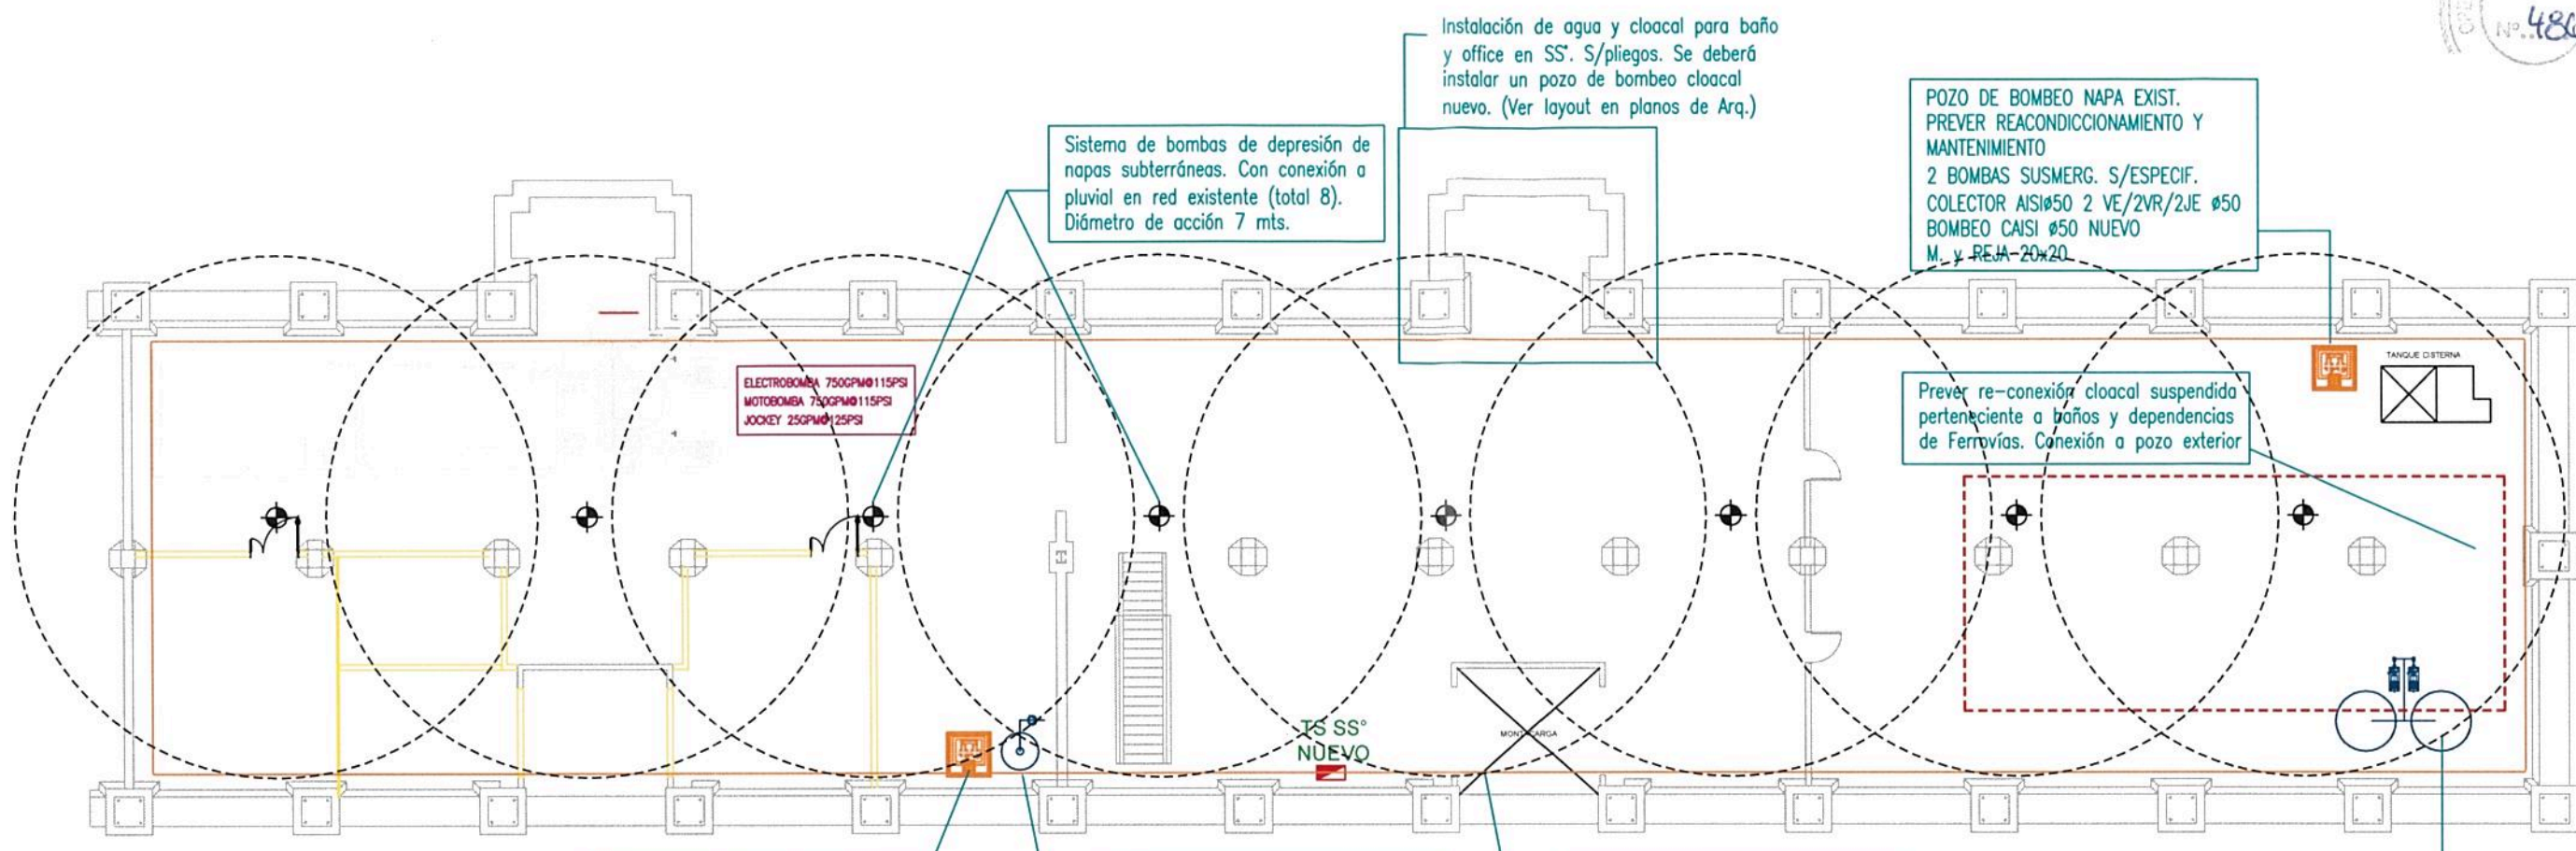 Instalación de agua y cloacal para baño
y office en SS°. S/pliegos. Se deberá
instalar un pozo de bombeo cloacal
nuevo. (Ver layout en planos de Arq.)
Nº.
POZO DE BOMBEO NAPA EXIST.
PREVER REACONDICCIONAMIENTO Y
MANTENIMIENTO
2 BOMBAS SUSMERG. S/ESPECIF.
COLECTOR AISIø50 2 VE/2VR/2JE ø50
BOMBEO CAISI ø50 NUEVO
M. y REJA-20x20
Sistema de bombas de depresión de
napas subterráneas. Con conexión a
pluvial en red existente (total 8).
Diámetro de acción 7 mts.
ELECTROBOMBA 750GPM@115PSI
MOTOBOMBA 750GPM@115PSI
JOCKEY 25GPM@125PSI
TANQUE CISTERNA
Prever re-conexión cloacal suspendida
perteneciente a baños y dependencias
de Ferrovías. Conexión a pozo exterior
TS SS°
NUEVO
MONTACARGA